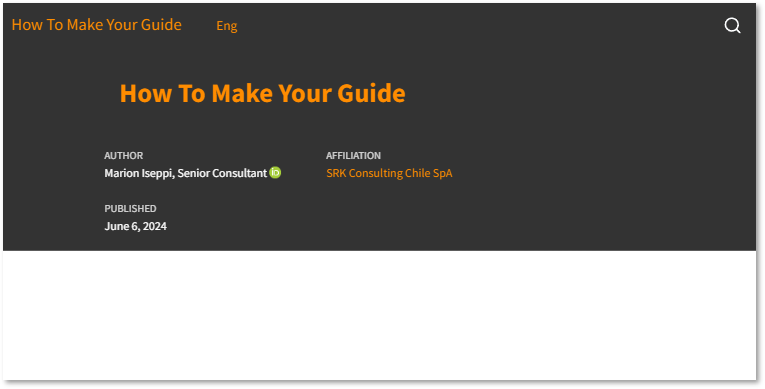 How To Make Your Guide
Eng
How To Make Your Guide
AUTHOR
Marion Iseppi, Senior Consultant iD
AFFILIATION
SRK Consulting Chile SpA
PUBLISHED
June 6, 2024